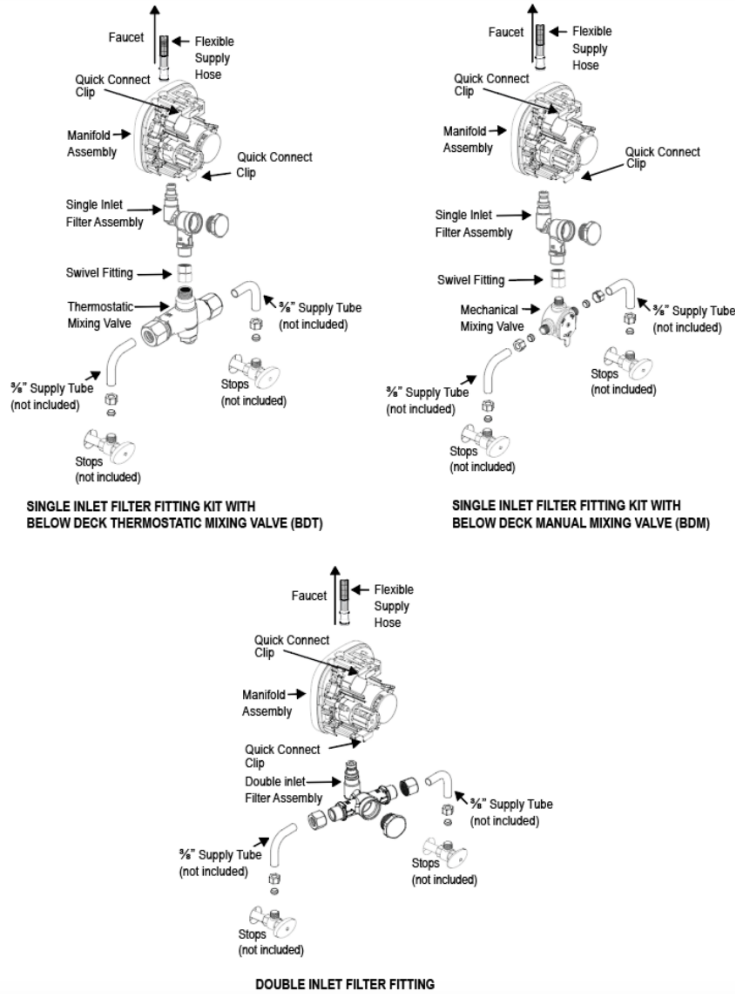 Faucet
Flexible
Supply
Hose
Quick Connect
Clip
Manifold
Assembly
Quick Connect
Clip
Single Inlet
Filter Assembly
Swivel Fitting
Thermostatic
Mixing Valve
⅜" Supply Tube
(not included)
Stops
(not included)
⅜" Supply Tube
(not included)
Stops
(not included)
SINGLE INLET FILTER FITTING KIT WITH
BELOW DECK THERMOSTATIC MIXING VALVE (BDT)
Faucet
Flexible
Supply
Hose
Quick Connect
Clip
Manifold
Assembly
Quick Connect
Clip
Single Inlet
Filter Assembly
Swivel Fitting
Mechanical
Mixing Valve
⅜" Supply Tube
(not included)
Stops
(not included)
⅜" Supply Tube
(not included)
Stops
(not included)
SINGLE INLET FILTER FITTING KIT WITH
BELOW DECK MANUAL MIXING VALVE (BDM)
Faucet
Flexible
Supply
Hose
Quick Connect
Clip
Manifold
Assembly
Quick Connect
Clip
Double inlet
Filter Assembly
⅜" Supply Tube
(not included)
Stops
(not included)
⅜" Supply Tube
(not included)
Stops
(not included)
DOUBLE INLET FILTER FITTING